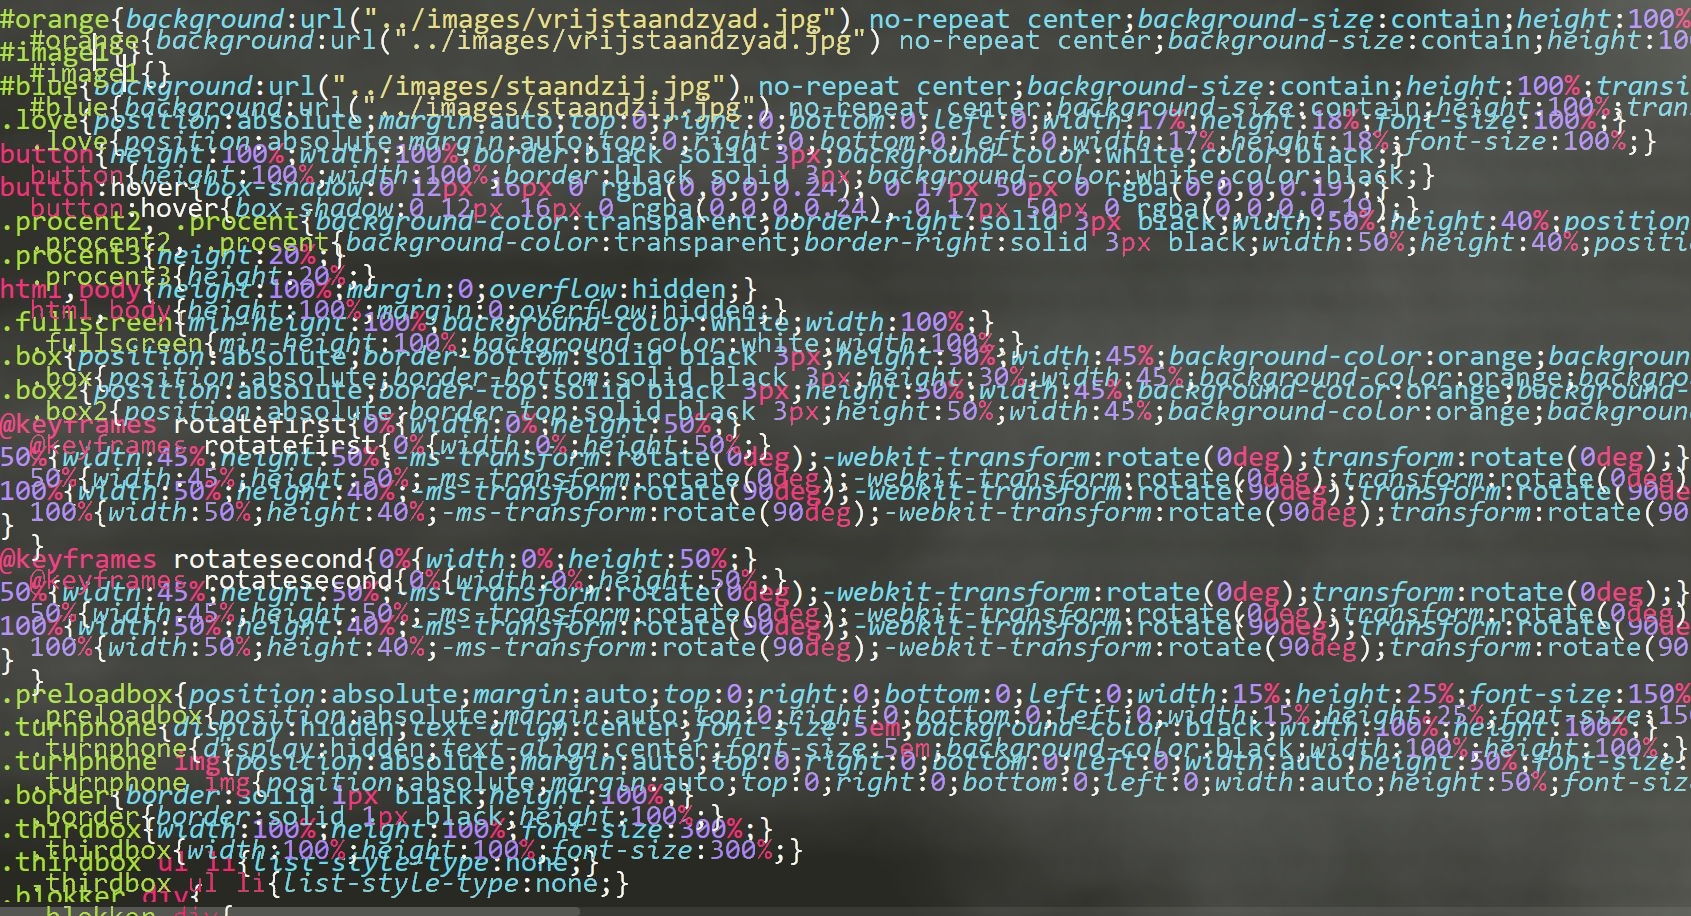 #orange{background:url("../images/vrijstaandzyad.jpg") no-repeat center;background-size:contain;height:100%
#orange{background:url("../images/vrijstaandzyad.jpg") no-repeat center;background-size:contain;height:10
#image1{}
#image1{}
#blue{background:url("../images/staandzij.jpg") no-repeat center;background-size:contain;height:100%;transi
#blue{background:url("../images/staandzij.jpg") no-repeat center;background-size:contain;height:100%;tran
.love{position:absolute;margin:auto;top:0;right:0;bottom:0;left:0;width:17%;height:18%;font-size:100%;}
.love{position:absolute;margin:auto;top:0;right:0;bottom:0;left:0;width:17%;height:18%;font-size:100%;}
button{height:100%;width:100%;border:black solid 3px;background-color:white;color:black;}
button{height:100%;width:100%;border:black solid 3px;background-color:white;color:black;}
button:hover{box-shadow:0 12px 16px 0 rgba(0,0,0,0.24), 0 17px 50px 0 rgba(0,0,0,0.19);}
button:hover{box-shadow:0 12px 16px 0 rgba(0,0,0,0.24), 0 17px 50px 0 rgba(0,0,0,0.19);}
.procent2, .procent{background-color:transparent;border-right:solid 3px black;width:50%;height:40%;position
.procent2, .procent{background-color:transparent;border-right:solid 3px black;width:50%;height:40%;positi
.procent3{height:20%;}
.procent3{height:20%;}
html,body{height:100%;margin:0;overflow:hidden;}
html,body{height:100%;margin:0;overflow:hidden;}
.fullscreen{min-height:100%;background-color:white;width:100%;}
.fullscreen{min-height:100%;background-color:white;width:100%;}
.box{position:absolute;border-bottom:solid black 3px;height:30%;width:45%;background-color:orange;backgroun
.box{position:absolute;border-bottom:solid black 3px;height:30%;width:45%;background-color:orange;backgro
.box2{position:absolute;border-top:solid black 3px;height:50%;width:45%;background-color:orange;background-
.box2{position:absolute;border-top:solid black 3px;height:50%;width:45%;background-color:orange;backgroun
@keyframes rotatefirst{0%{width:0%;height:50%;}
@keyframes rotatefirst{0%{width:0%;height:50%;}
50%{width:45%;height:50%;-ms-transform:rotate(0deg);-webkit-transform:rotate(0deg);transform:rotate(0deg);}
50%{width:45%;height:50%;-ms-transform:rotate(0deg);-webkit-transform:rotate(0deg);transform:rotate(0deg)
100%{width:50%;height:40%;-ms-transform:rotate(90deg);-webkit-transform:rotate(90deg);transform:rotate(90de
100%{width:50%;height:40%;-ms-transform:rotate(90deg);-webkit-transform:rotate(90deg);transform:rotate(90
}
}
@keyframes rotatesecond{0%{width:0%;height:50%;}
@keyframes rotatesecond{0%{width:0%;height:50%;}
50%{width:45%;height:50%;-ms-transform:rotate(0deg);-webkit-transform:rotate(0deg);transform:rotate(0deg);}
50%{width:45%;height:50%;-ms-transform:rotate(0deg);-webkit-transform:rotate(0deg);transform:rotate(0deg)
100%{width:50%;height:40%;-ms-transform:rotate(90deg);-webkit-transform:rotate(90deg);transform:rotate(90de
100%{width:50%;height:40%;-ms-transform:rotate(90deg);-webkit-transform:rotate(90deg);transform:rotate(90
}
}
.preloadbox{position:absolute;margin:auto;top:0;right:0;bottom:0;left:0;width:15%;height:25%;font-size:150%
.preloadbox{position:absolute;margin:auto;top:0;right:0;bottom:0;left:0;width:15%;height:25%;font-size:150
.turnphone{display:hidden;text-align:center;font-size:5em;background-color:black;width:100%;height:100%;}
.turnphone{display:hidden;text-align:center;font-size:5em;background-color:black;width:100%;height:100%;}
.turnphone img{position:absolute;margin:auto;top:0;right:0;bottom:0;left:0;width:auto;height:50%;font-size:
.turnphone img{position:absolute;margin:auto;top:0;right:0;bottom:0;left:0;width:auto;height:50%;font-siz
.border{border:solid 1px black;height:100%;}
.border{border:solid 1px black;height:100%;}
.thirdbox{width:100%;height:100%;font-size:300%;}
.thirdbox{width:100%;height:100%;font-size:300%;}
.thirdbox ul li{list-style-type:none;}
.thirdbox ul li{list-style-type:none;}
.blokker div{
.blokker div{